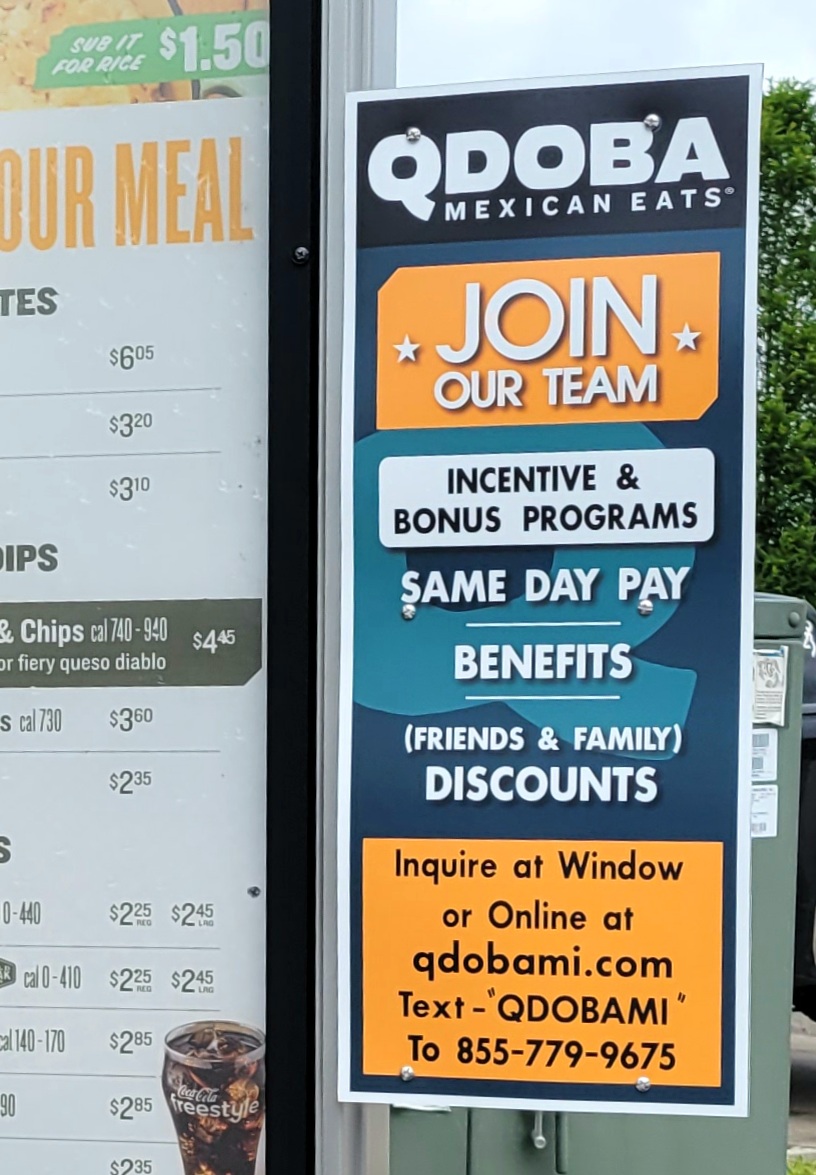 SUB IT
FOR RICE $1.50
OUR MEAL
TES
$6.05
$3.20
$3.10
DIPS
& Chips cal 740 - 940 $4.45
or fiery queso diablo
s cal 730 $3.60
$2.35
S
0-440 $2.25 REG $2.45 LRG
cal 0-410 $2.25 REG $2.45 LRG
cal 140-170 $2.85
90 $2.85
$2.35
Coca-Cola
freestyle
QDOBA
MEXICAN EATS®
JOIN
OUR TEAM
INCENTIVE &
BONUS PROGRAMS
SAME DAY PAY
BENEFITS
(FRIENDS & FAMILY)
DISCOUNTS
Inquire at Window
or Online at
qdobami.com
Text-"QDOBAMI"
To 855-779-9675